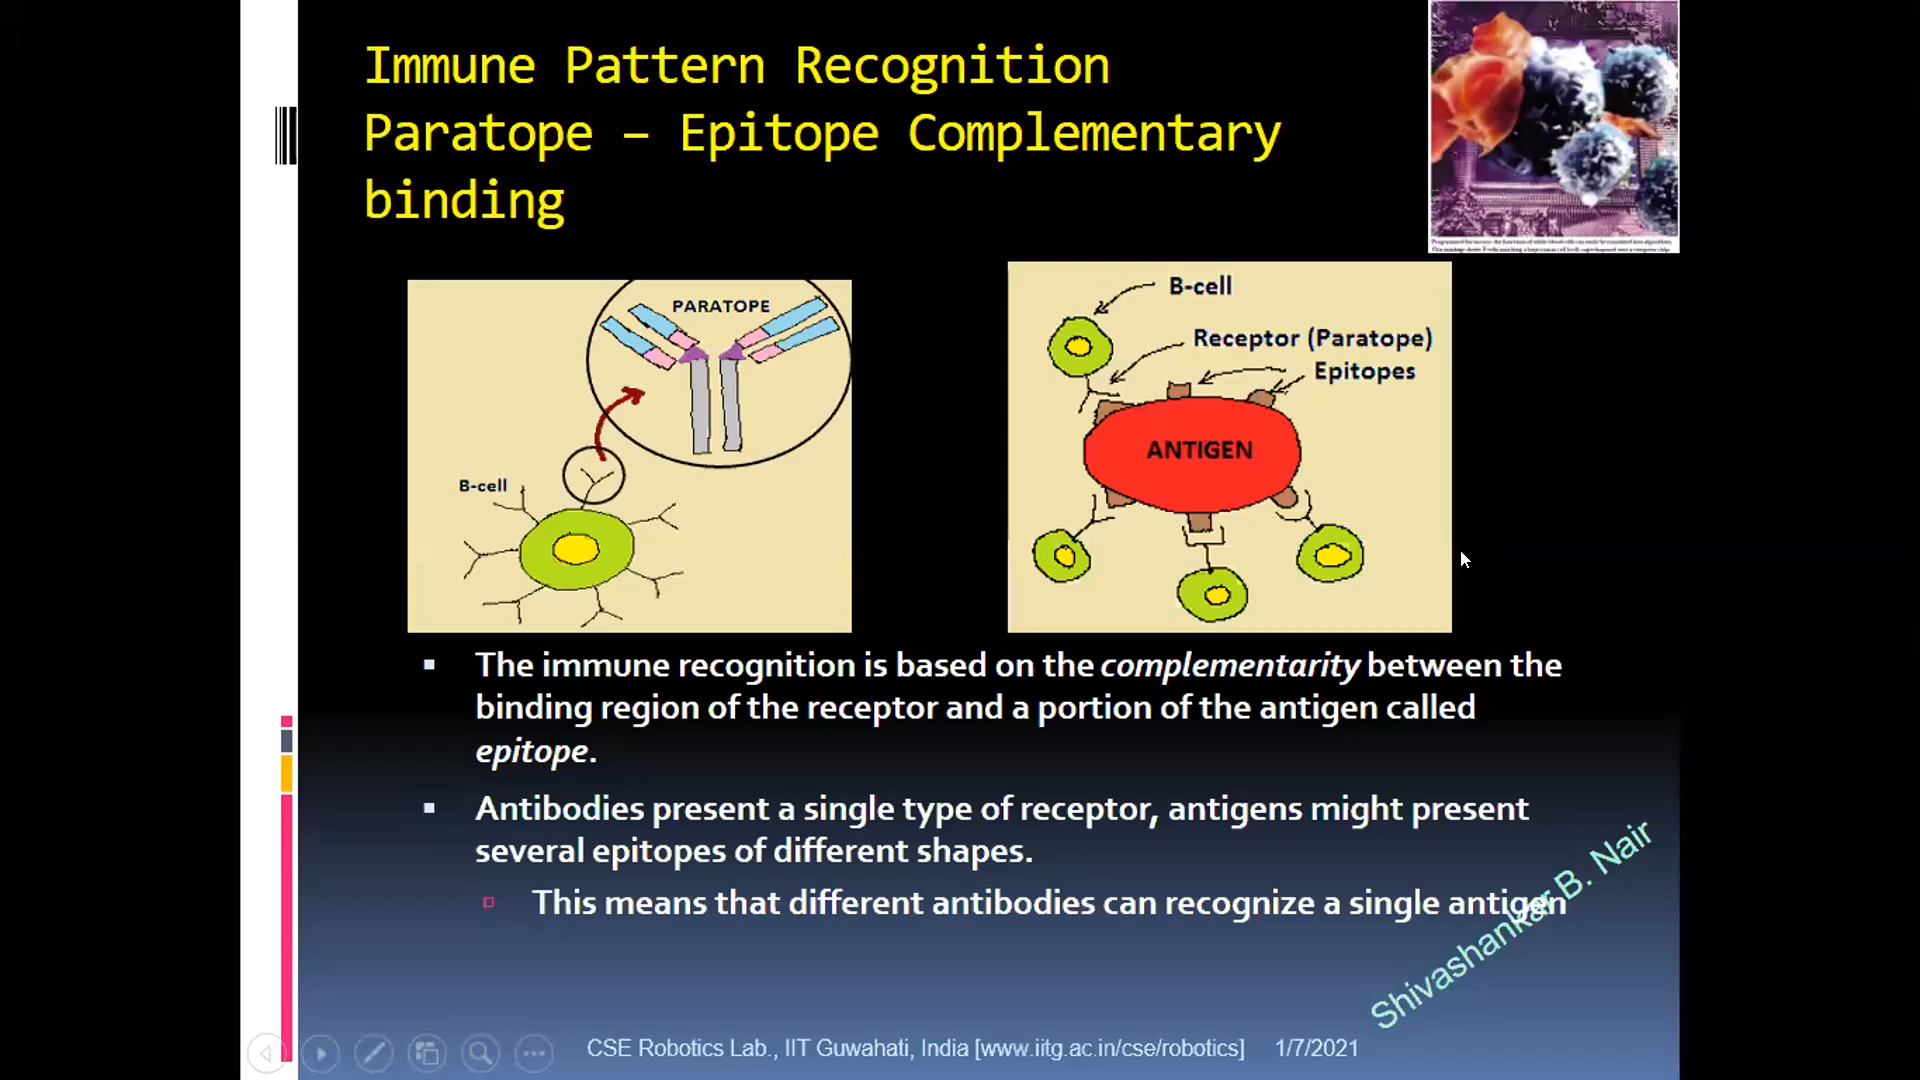 Immune Pattern Recognition
Paratope – Epitope Complementary
binding
PARATOPE
B-cell
B-cell
Receptor (Paratope)
Epitopes
ANTIGEN
▪ The immune recognition is based on the complementarity between the
binding region of the receptor and a portion of the antigen called
epitope.
▪ Antibodies present a single type of receptor, antigens might present
several epitopes of different shapes.
▫ This means that different antibodies can recognize a single antigen
Shivashankar B. Nair
CSE Robotics Lab., IIT Guwahati, India [www.iitg.ac.in/cse/robotics] 1/7/2021